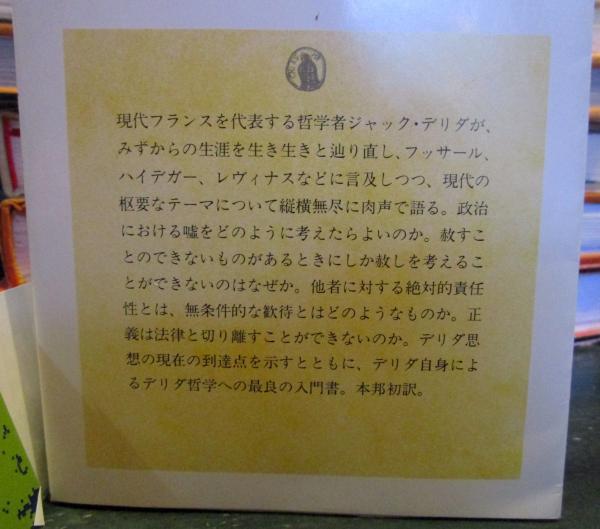 現代フランスを代表する哲学者ジャック・デリダが、
みずからの生涯を生き生きと辿り直し、フッサール、
ハイデガー、レヴィナスなどに言及しつつ、現代の
枢要なテーマについて縦横無尽に肉声で語る。政治
における嘘をどのように考えたらよいのか。赦すこ
とのできないものがあるときにしか赦しを考えるこ
とができないのはなぜか。他者に対する絶対的責任
性とは、無条件的な歓待とはどのようなものか。正
義は法律と切り離すことができないのか。デリダ思
想の現在の到達点を示すとともに、デリダ自身によ
るデリダ哲学への最良の入門書。本邦初訳。